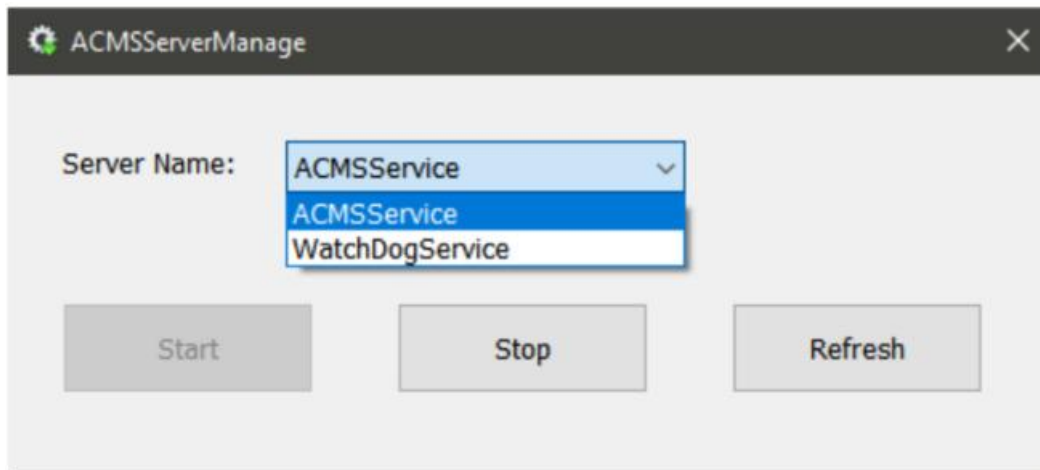 ACMSServerManage
Server Name:
ACMSService
ACMSService
WatchDogService
Start
Stop
Refresh